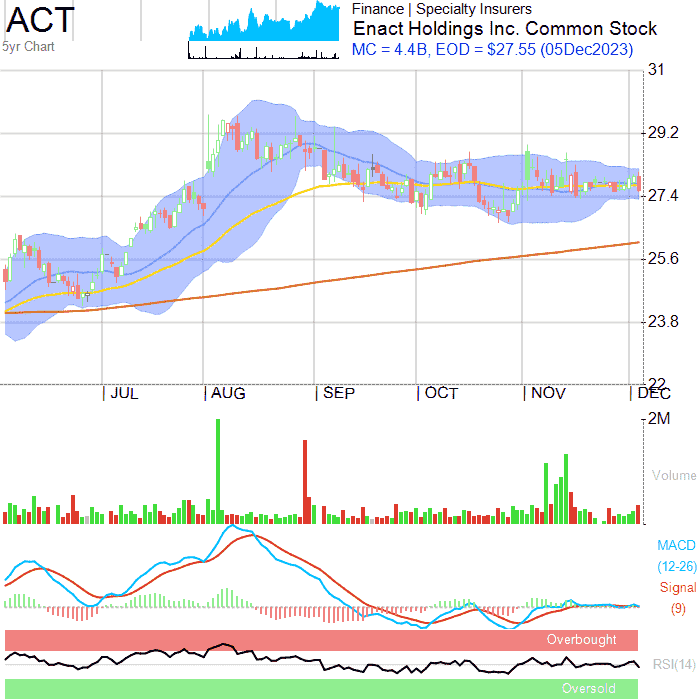 ACT
5yr Chart
Finance | Specialty Insurers
Enact Holdings Inc. Common Stock
MC = 4.4B, EOD = $27.55 (05Dec2023)
31
29.2
27.4
25.6
23.8
22
| JUL | AUG | SEP | OCT | NOV | DEC
2M
Volume
MACD
(12-26)
Signal
(9)
Overbought
RSI(14)
Oversold